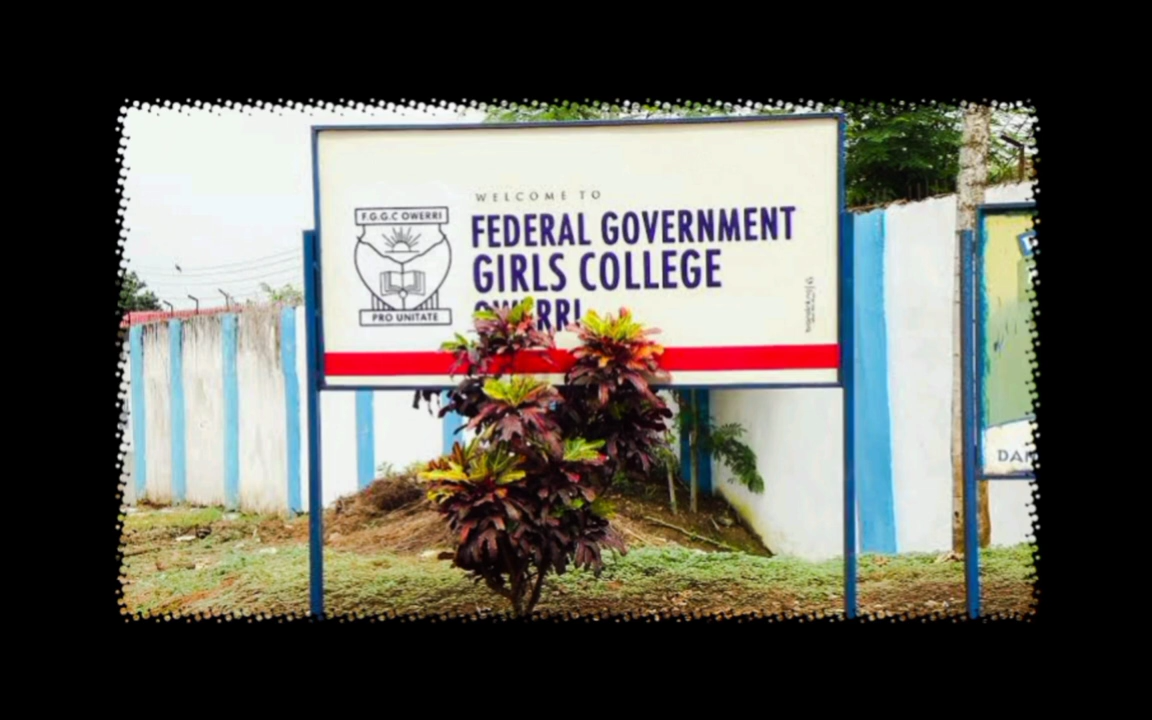 WELCOME TO
F.G.G.C OWERRI
FEDERAL GOVERNMENT
GIRLS COLLEGE
OWERRI
PRO UNITATE